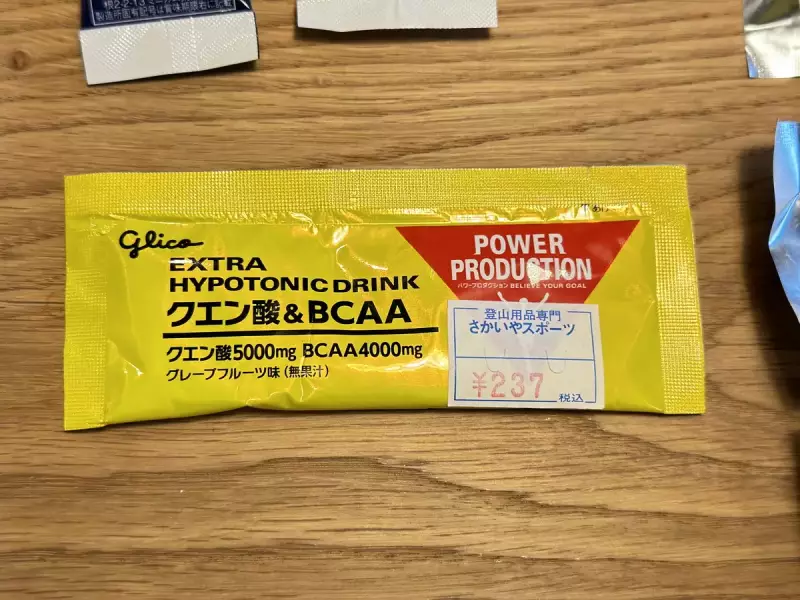 Glico
EXTRA
HYPOTONIC DRINK
クエン酸&BCAA
クエン酸5000mg BCAA4000mg
グレープフルーツ味(無果汁)
POWER
PRODUCTION
パワープロダクション BELIEVE YOUR GOAL
登山用品専門
さかいやスポーツ
¥237
税込